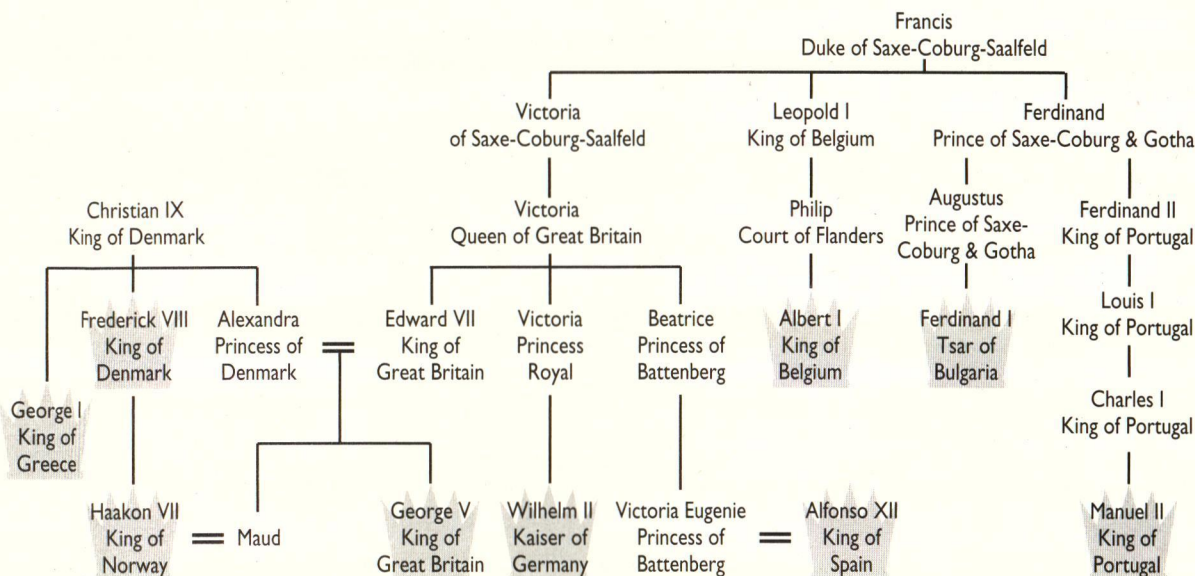 Francis
Duke of Saxe-Coburg-Saalfeld
Victoria
of Saxe-Coburg-Saalfeld
Leopold I
King of Belgium
Ferdinand
Prince of Saxe-Coburg & Gotha
Christian IX
King of Denmark
Victoria
Queen of Great Britain
Philip
Court of Flanders
Augustus
Prince of Saxe-
Coburg & Gotha
Ferdinand II
King of Portugal
Frederick VIII
King of
Denmark
Alexandra
Princess of
Denmark
Edward VII
King of
Great Britain
Victoria
Princess
Royal
Beatrice
Princess of
Battenberg
Albert I
King of
Belgium
Ferdinand I
Tsar of
Bulgaria
Louis I
King of Portugal
George I
King of
Greece
Charles I
King of Portugal
Haakon VII
King of
Norway
Maud
George V
King of
Great Britain
Wilhelm II
Kaiser of
Germany
Victoria Eugenie
Princess of
Battenberg
Alfonso XII
King of
Spain
Manuel II
King of
Portugal